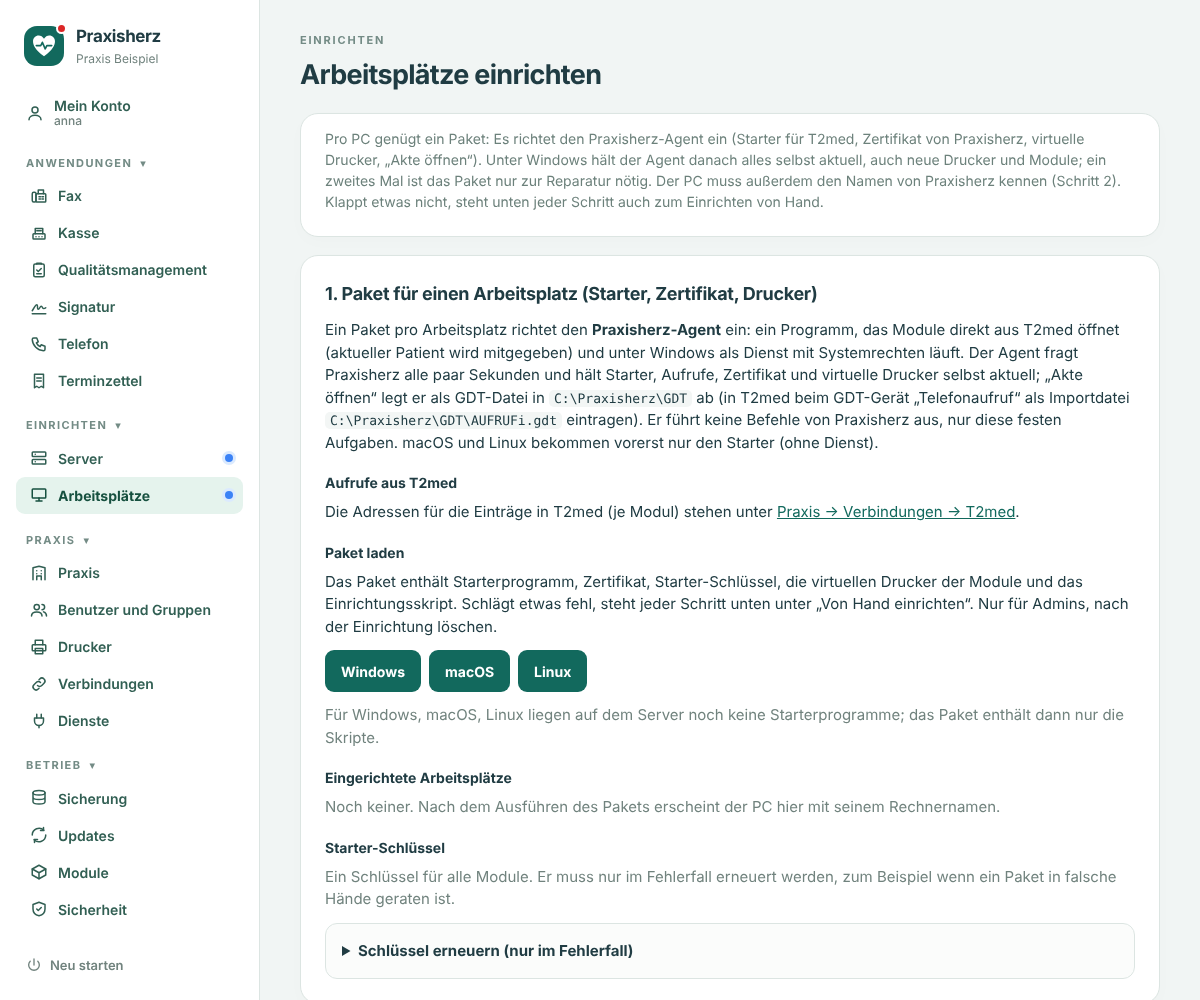 Praxisherz
Praxis Beispiel
Mein Konto
anna
ANWENDUNGEN ▾
Fax
Kasse
Qualitätsmanagement
Signatur
Telefon
Terminzettel
EINRICHTEN ▾
Server
Arbeitsplätze
PRAXIS ▾
Praxis
Benutzer und Gruppen
Drucker
Verbindungen
Dienste
BETRIEB ▾
Sicherung
Updates
Module
Sicherheit
Neu starten
EINRICHTEN
Arbeitsplätze einrichten
Pro PC genügt ein Paket: Es richtet den Praxisherz-Agent ein (Starter für T2med, Zertifikat von Praxisherz, virtuelle
Drucker, „Akte öffnen“). Unter Windows hält der Agent danach alles selbst aktuell, auch neue Drucker und Module; ein
zweites Mal ist das Paket nur zur Reparatur nötig. Der PC muss außerdem den Namen von Praxisherz kennen (Schritt 2).
Klappt etwas nicht, steht unten jeder Schritt auch zum Einrichten von Hand.
1. Paket für einen Arbeitsplatz (Starter, Zertifikat, Drucker)
Ein Paket pro Arbeitsplatz richtet den Praxisherz-Agent ein: ein Programm, das Module direkt aus T2med öffnet
(aktueller Patient wird mitgegeben) und unter Windows als Dienst mit Systemrechten läuft. Der Agent fragt
Praxisherz alle paar Sekunden und hält Starter, Aufrufe, Zertifikat und virtuelle Drucker selbst aktuell; „Akte
öffnen“ legt er als GDT-Datei in C:\Praxisherz\GDT ab (in T2med beim GDT-Gerät „Telefonaufruf“ als Importdatei
C:\Praxisherz\GDT\AUFRUFi.gdt eintragen). Er führt keine Befehle von Praxisherz aus, nur diese festen
Aufgaben. macOS und Linux bekommen vorerst nur den Starter (ohne Dienst).
Aufrufe aus T2med
Die Adressen für die Einträge in T2med (je Modul) stehen unter Praxis → Verbindungen → T2med.
Paket laden
Das Paket enthält Starterprogramm, Zertifikat, Starter-Schlüssel, die virtuellen Drucker der Module und das
Einrichtungsskript. Schlägt etwas fehl, steht jeder Schritt unten unter „Von Hand einrichten“. Nur für Admins, nach
der Einrichtung löschen.
Windows
macOS
Linux
Für Windows, macOS, Linux liegen auf dem Server noch keine Starterprogramme; das Paket enthält dann nur die
Skripte.
Eingerichtete Arbeitsplätze
Noch keiner. Nach dem Ausführen des Pakets erscheint der PC hier mit seinem Rechnernamen.
Starter-Schlüssel
Ein Schlüssel für alle Module. Er muss nur im Fehlerfall erneuert werden, zum Beispiel wenn ein Paket in falsche
Hände geraten ist.
▶ Schlüssel erneuern (nur im Fehlerfall)